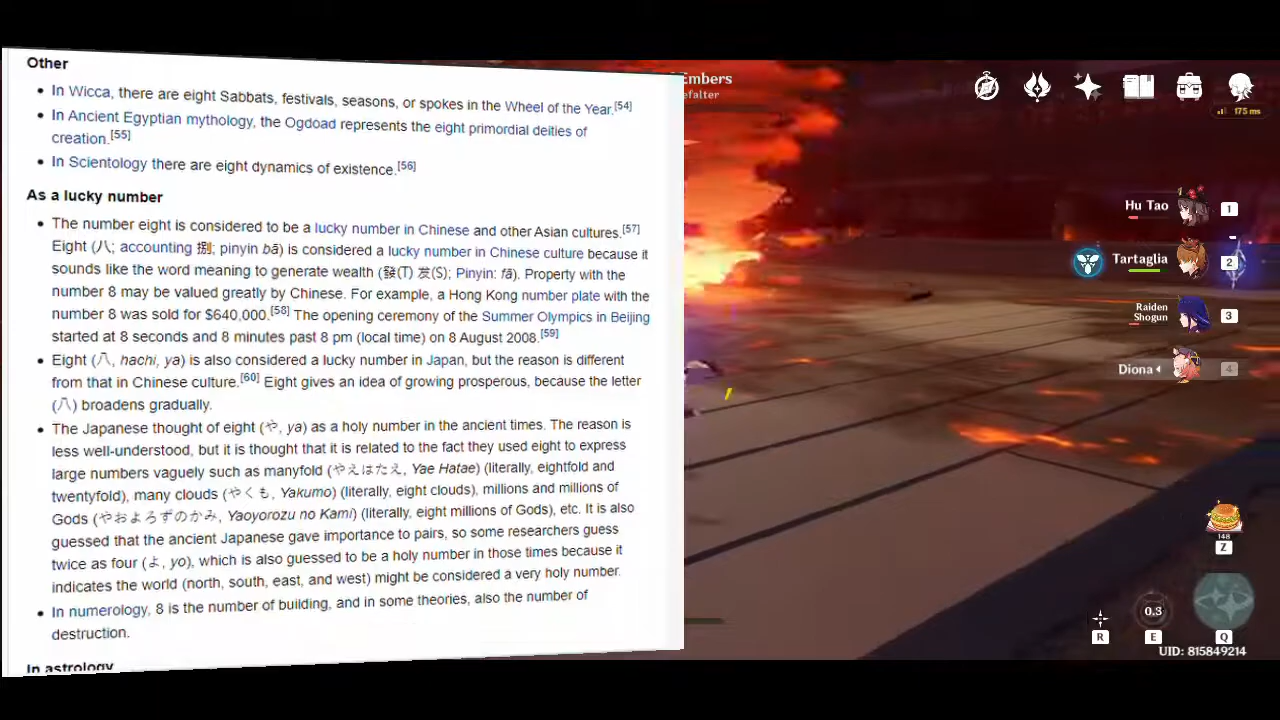 Other
In Wicca, there are eight Sabbats, festivals, seasons, or spokes in the Wheel of the Year.[54]
In Ancient Egyptian mythology, the Ogdoad represents the eight primordial deities of
creation.[55]
In Scientology there are eight dynamics of existence.[56]
As a lucky number
The number eight is considered to be a lucky number in Chinese and other Asian cultures.[57]
Eight (八; accounting 捌; pinyin bā) is considered a lucky number in Chinese culture because it
sounds like the word meaning to generate wealth (發(T) 发(S); Pinyin: fā). Property with the
number 8 may be valued greatly by Chinese. For example, a Hong Kong number plate with the
number 8 was sold for $640,000.[58] The opening ceremony of the Summer Olympics in Beijing
started at 8 seconds and 8 minutes past 8 pm (local time) on 8 August 2008.[59]
Eight (八, hachi, ya) is also considered a lucky number in Japan, but the reason is different
from that in Chinese culture.[60] Eight gives an idea of growing prosperous, because the letter
(八) broadens gradually.
The Japanese thought of eight (や, ya) as a holy number in the ancient times. The reason is
less well-understood, but it is thought that it is related to the fact they used eight to express
large numbers vaguely such as manyfold (やえはたえ, Yae Hatae) (literally, eightfold and
twentyfold), many clouds (やくも, Yakumo) (literally, eight clouds), millions and millions of
Gods (やおよろずのかみ, Yaoyorozu no Kami) (literally, eight millions of Gods), etc. It is also
guessed that the ancient Japanese gave importance to pairs, so some researchers guess
twice as four (よ, yo), which is also guessed to be a holy number in those times because it
indicates the world (north, south, east, and west) might be considered a very holy number.
In numerology, 8 is the number of building, and in some theories, also the number of
destruction.
In astrology
Embers
efalter
175 ms
Hu Tao 1
Tartaglia 2
Raiden
Shogun 3
Diona 4
148
Z
0.3
R E Q
UID: 815849214